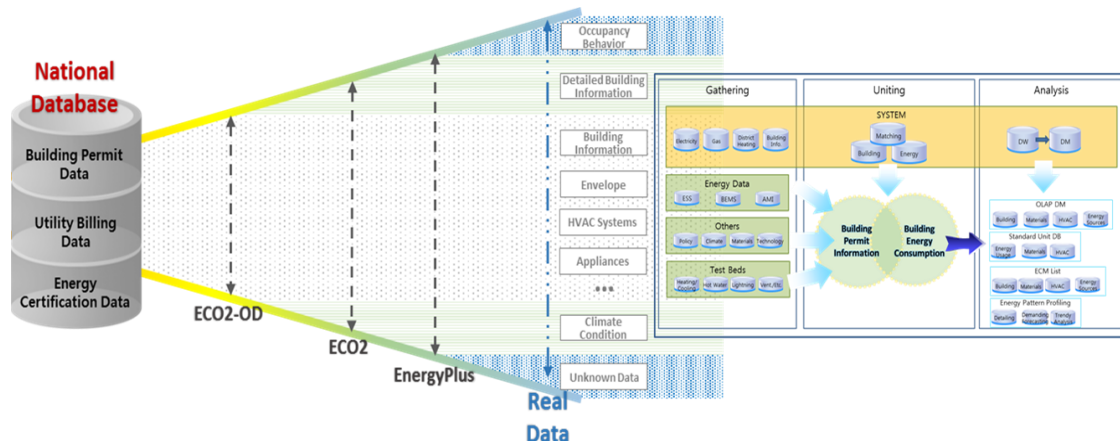 National
Database
Building Permit
Data
Utility Billing
Data
Energy
Certification Data
ECO2-OD
ECO2
EnergyPlus
Real
Data
Occupancy
Behavior
Detailed Building
Information
Building
Information
Envelope
HVAC Systems
Appliances
...
Climate
Condition
Unknown Data
Gathering
Uniting
Analysis
SYSTEM
Electricity
Gas
District
Heating
Building
Info.
Matching
Building
Energy
DW
DM
Energy Data
ESS
BEMS
AMI
Others
Policy
Climate
Materials
Technology
Test Beds
Heating/
Cooling
Hot Water
Lightning
Building
Permit
Information
Building
Energy
Consumption
OLAP DM
Building
Materials
HVAC
Energy
Sources
Standard Unit DB
Energy
Usage
Materials
HVAC
ECM List
Building
Materials
HVAC
Energy
Sources
Energy Pattern Profiling
Detailing
Demanding
Forecasting
Trendy
Analysis